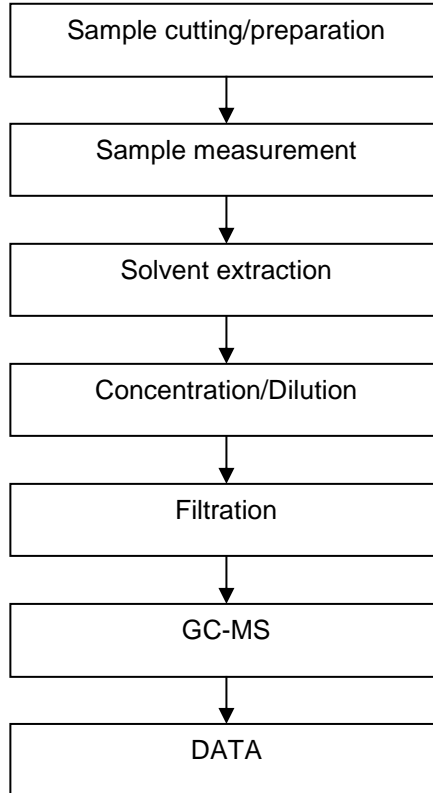 Sample cutting/preparation
Sample measurement
Solvent extraction
Concentration/Dilution
Filtration
GC-MS
DATA